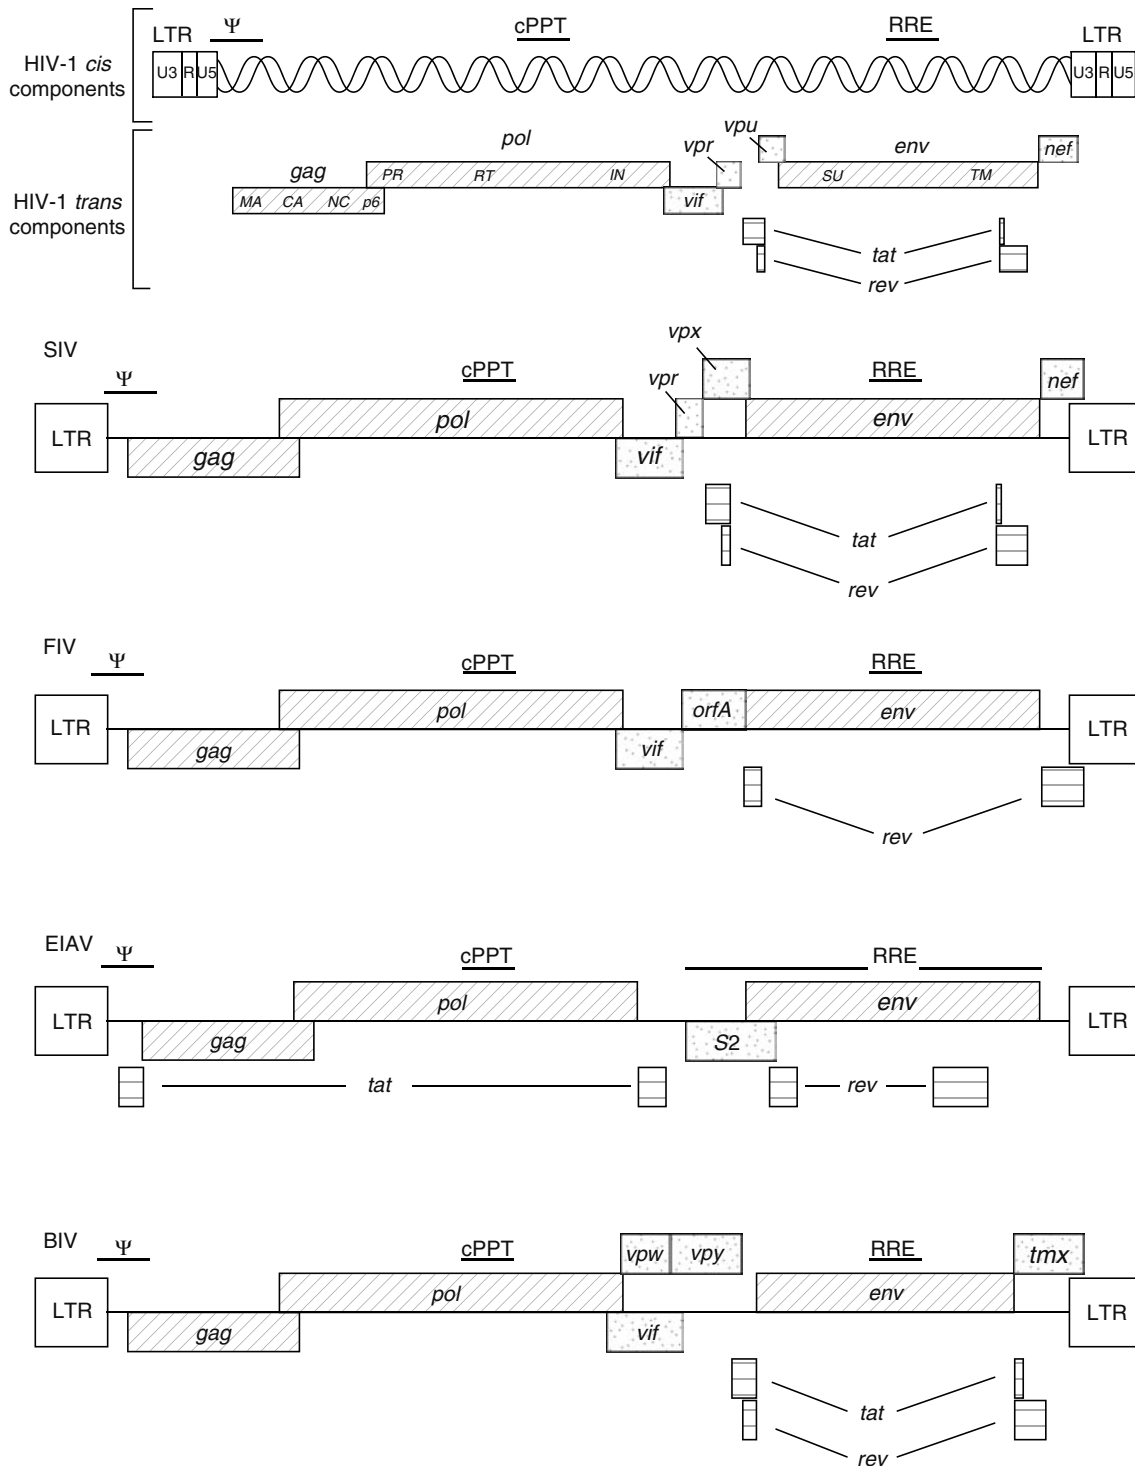 LTR Ψ cPPT RRE LTR
HIV-1 cis
components
U3 R U5 U3 R U5
HIV-1 trans
components
pol vpr vpu env nef
gag PR RT IN SU TM
MA CA NC p6 vif
tat
rev
SIV
Ψ cPPT vpr vpx RRE nef
LTR pol env LTR
gag vif
tat
rev
FIV
Ψ cPPT RRE
LTR pol orfA env LTR
gag vif
rev
EIAV
Ψ cPPT RRE
LTR pol env LTR
gag S2
tat rev
BIV
Ψ cPPT vpw vpy RRE tmx
LTR pol env LTR
gag vif
tat
rev